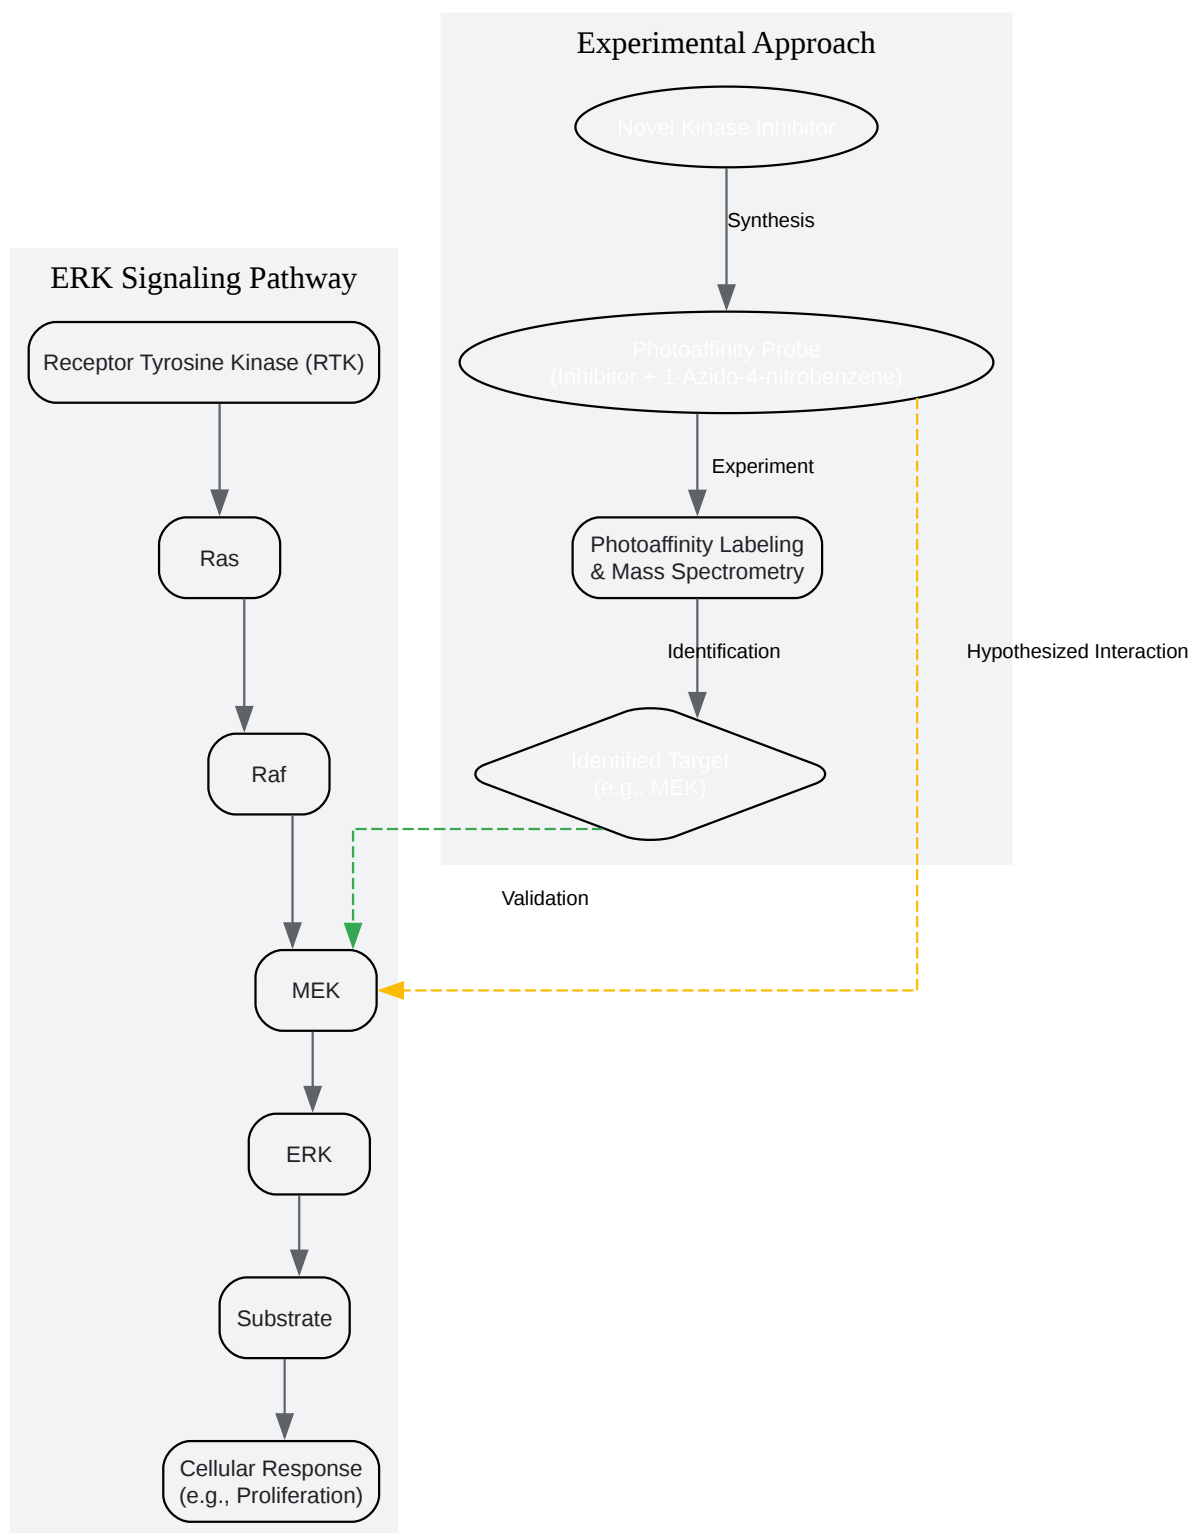 Experimental Approach
Novel Kinase Inhibitor
Synthesis
Photoaffinity Probe
(Inhibitor + 1-Azido-4-nitrobenzene)
Experiment
Photoaffinity Labeling
& Mass Spectrometry
Identification
Hypothesized Interaction
Identified Target
(e.g., MEK)
Validation
ERK Signaling Pathway
Receptor Tyrosine Kinase (RTK)
Ras
Raf
MEK
ERK
Substrate
Cellular Response
(e.g., Proliferation)